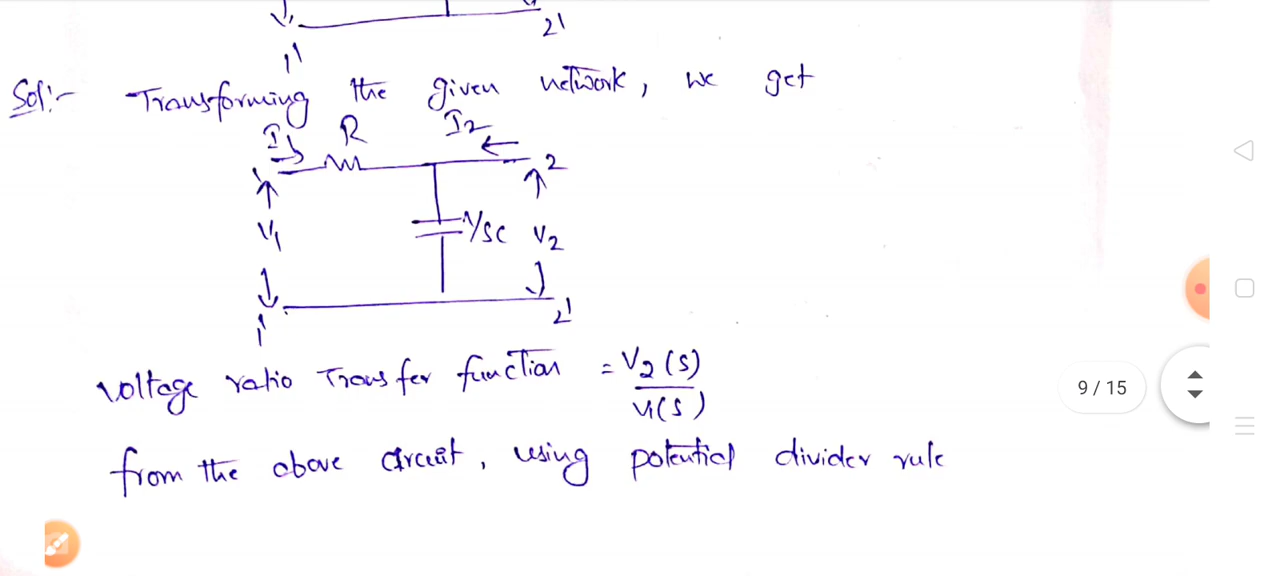 2'
1'
Sol:- Transforming the given network, we get
I1 R I2
2
V1 1/SC V2
1' 2'
Voltage ratio Transfer function = V2(s)
V1(s)
from the above circuit, using potential divider rule
9 / 15